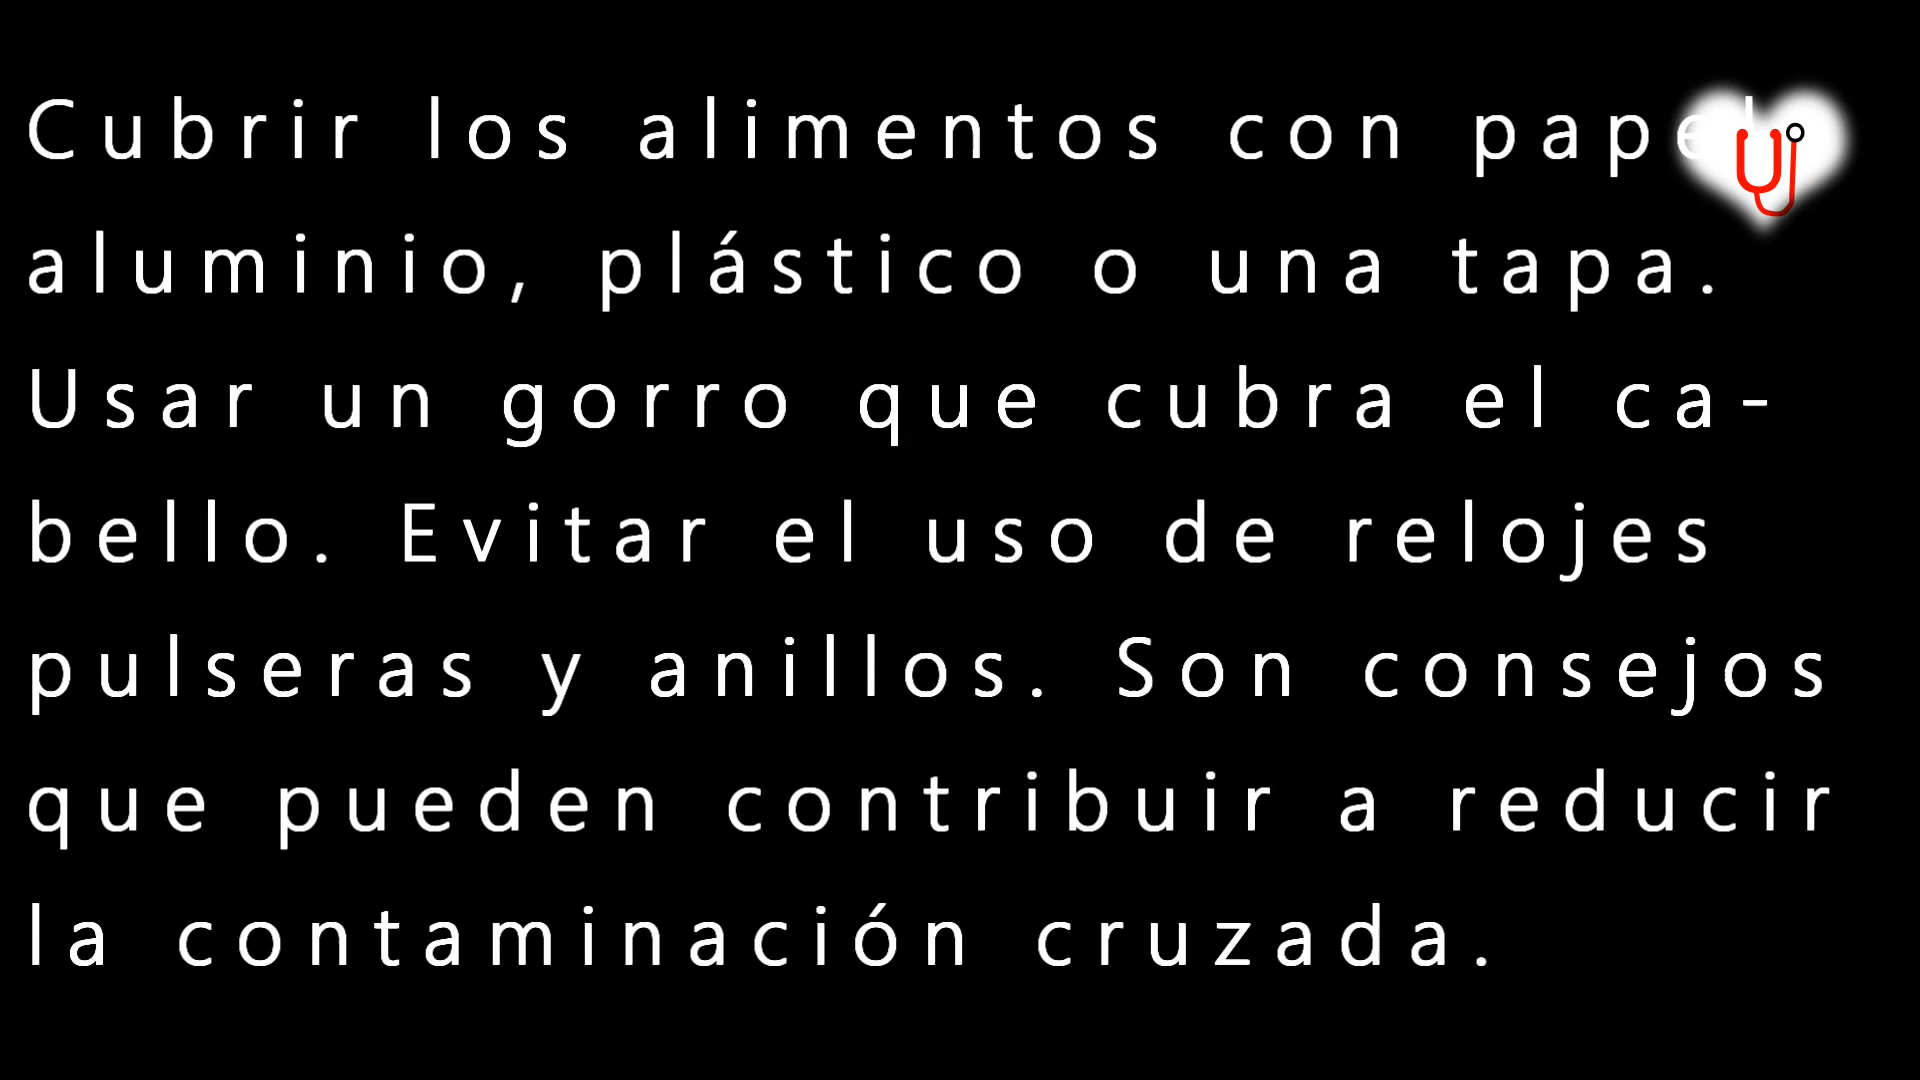 Cubrir los alimentos con papel
aluminio, plástico o una tapa.
Usar un gorro que cubra el ca-
bello. Evitar el uso de relojes
pulseras y anillos. Son consejos
que pueden contribuir a reducir
la contaminación cruzada.